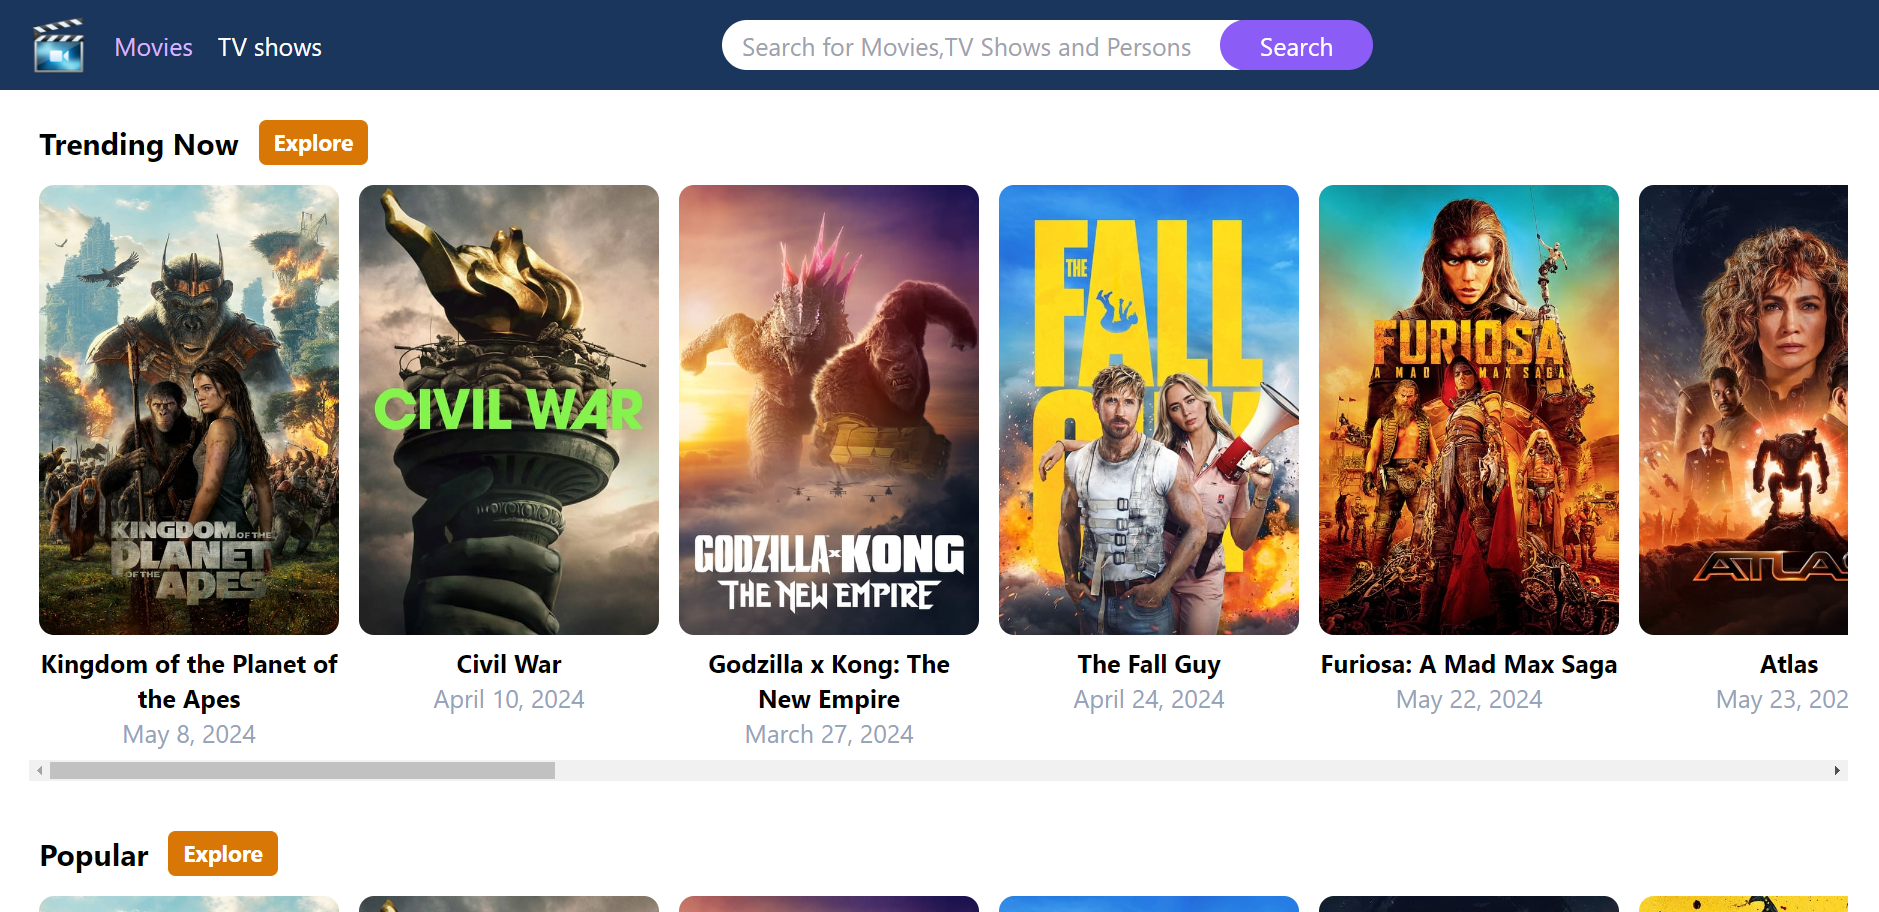 Movies TV shows Search for Movies,TV Shows and Persons Search
Trending Now Explore
KINGDOM OF THE
PLANET
OF THE APES
CIVIL WAR
GODZILLA x KONG
THE NEW EMPIRE
THE
FALL
GUY
FURIOSA
A MAD MAX SAGA
ATLAS
Kingdom of the Planet of
the Apes
May 8, 2024
Civil War
April 10, 2024
Godzilla x Kong: The
New Empire
March 27, 2024
The Fall Guy
April 24, 2024
Furiosa: A Mad Max Saga
May 22, 2024
Atlas
May 23, 202
Popular Explore